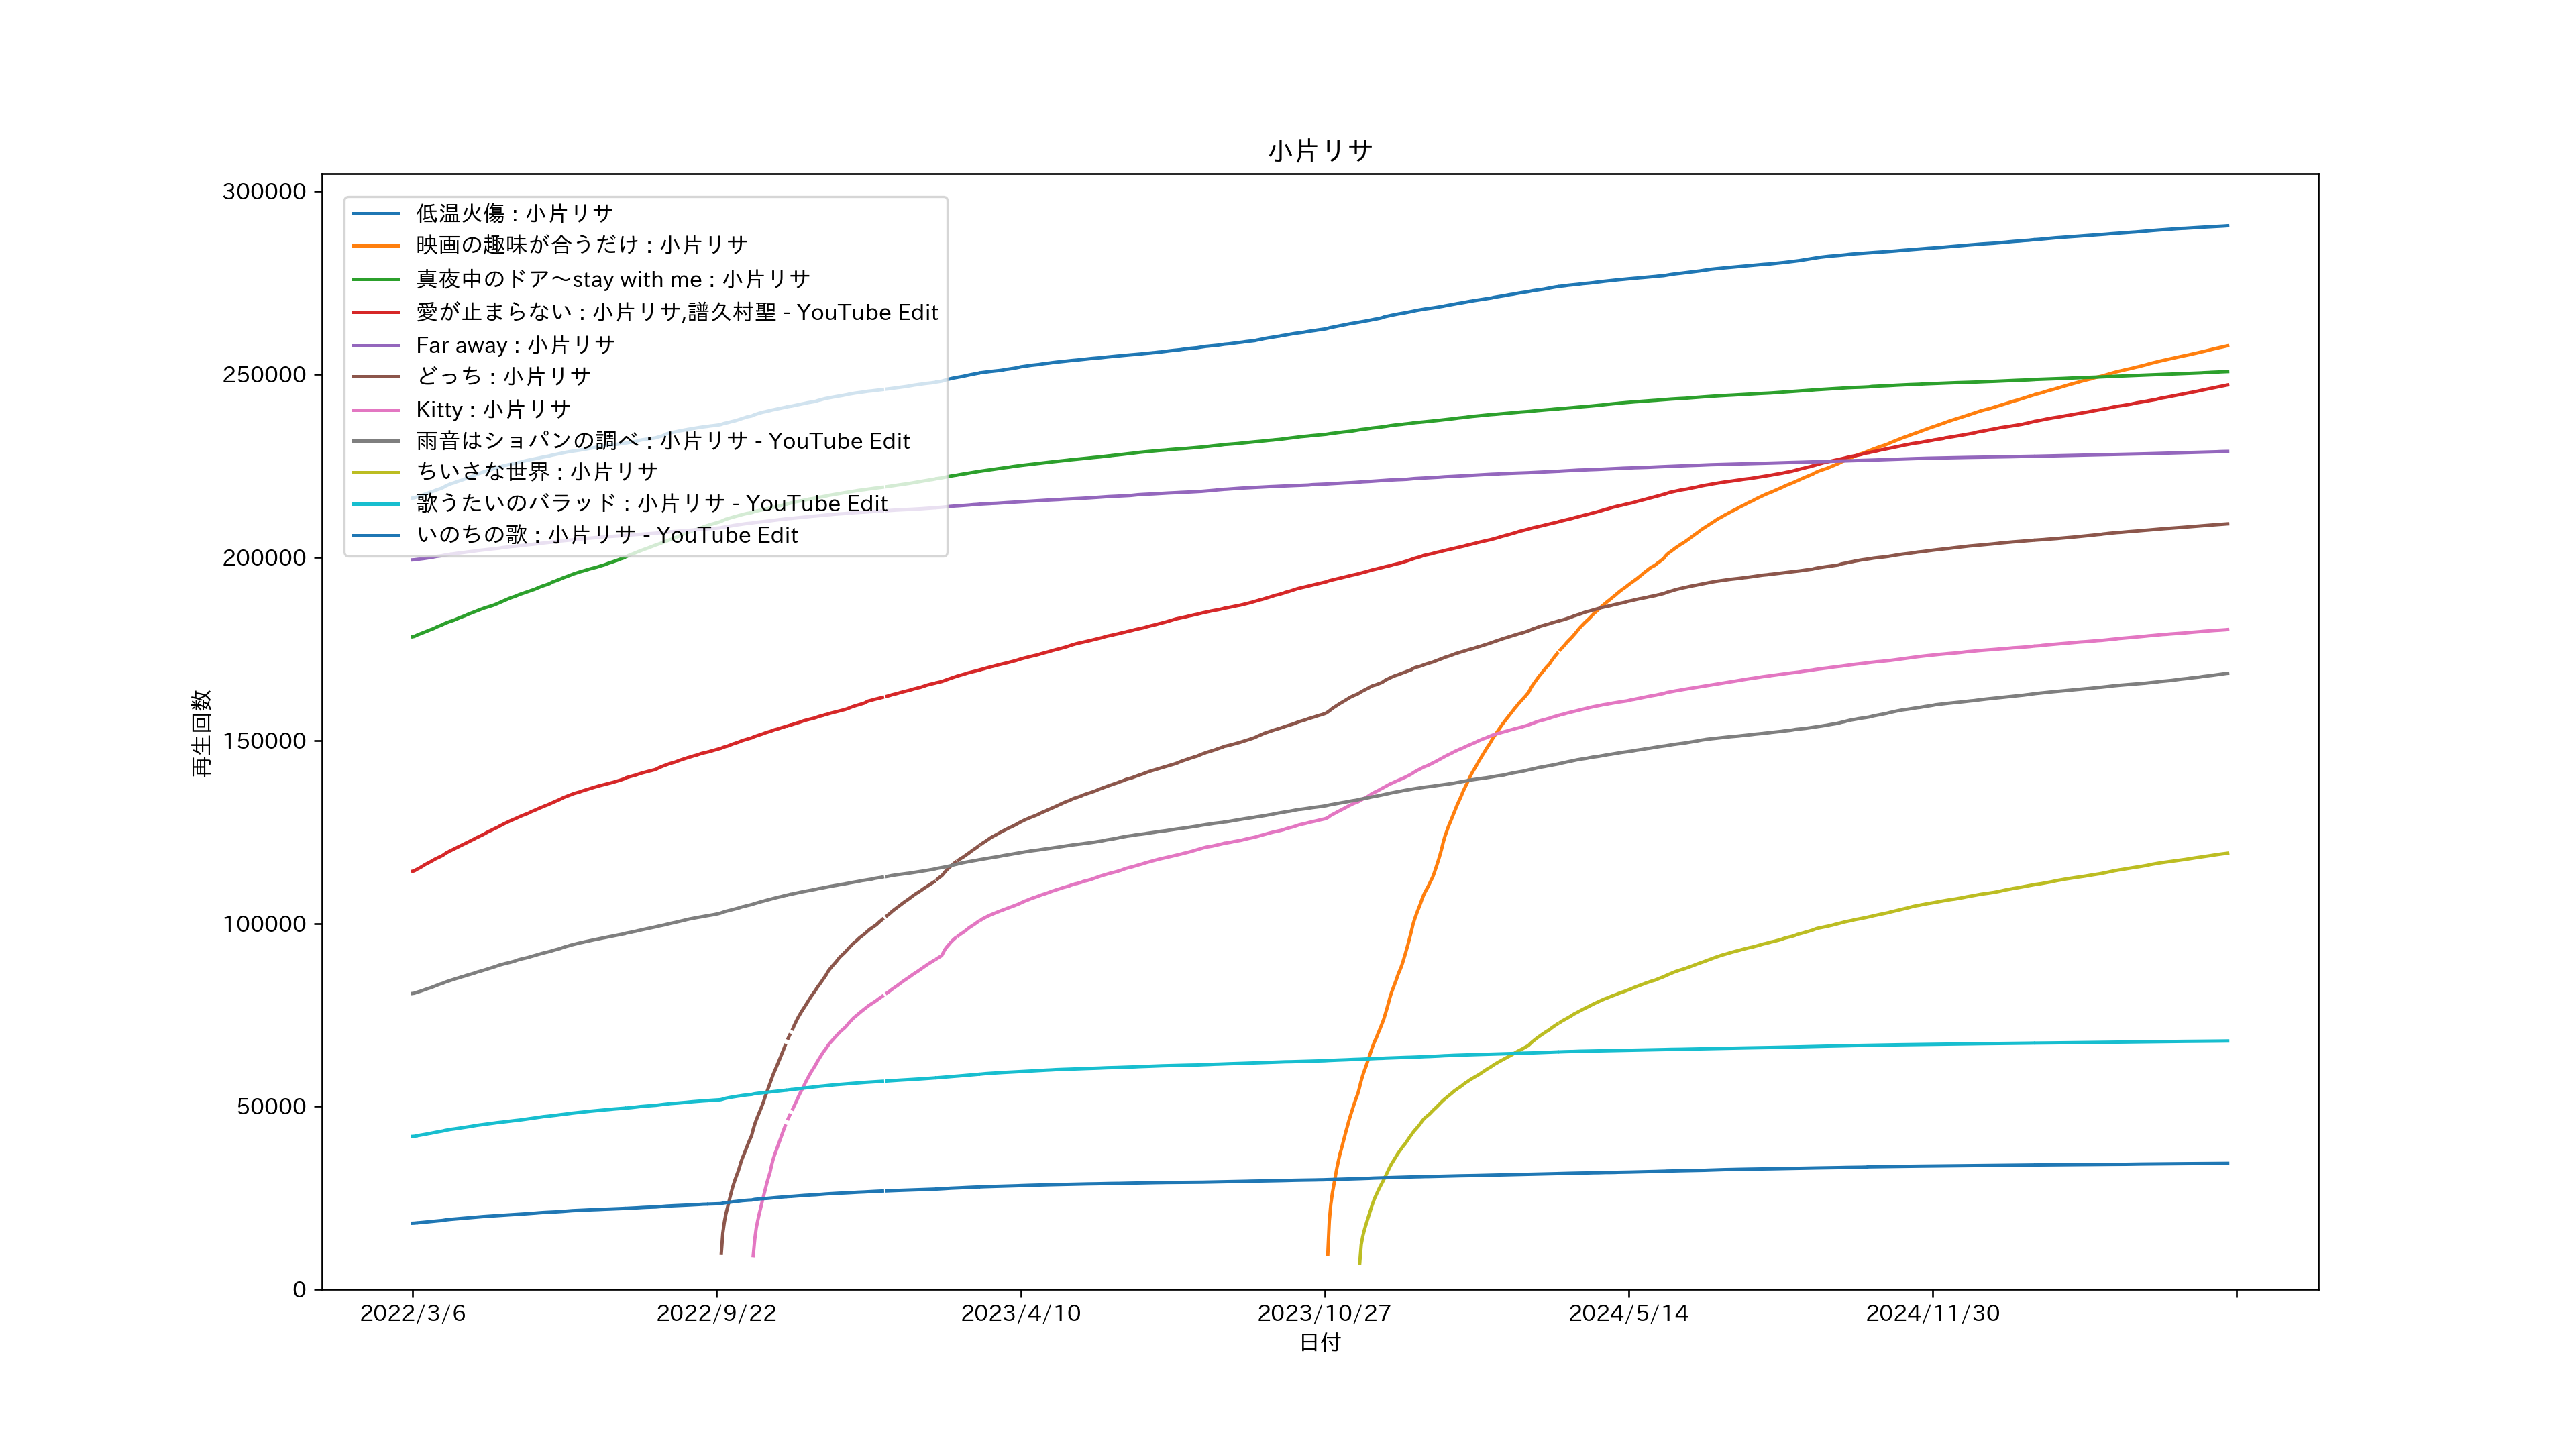 小片リサ
300000
250000
200000
150000
100000
50000
0
再生回数
低温火傷 : 小片リサ
映画の趣味が合うだけ : 小片リサ
真夜中のドア～stay with me : 小片リサ
愛が止まらない : 小片リサ,譜久村聖 - YouTube Edit
Far away : 小片リサ
どっち : 小片リサ
Kitty : 小片リサ
雨音はショパンの調べ : 小片リサ - YouTube Edit
ちいさな世界 : 小片リサ
歌うたいのバラッド : 小片リサ - YouTube Edit
いのちの歌 : 小片リサ - YouTube Edit
2022/3/6 2022/9/22 2023/4/10 2023/10/27 2024/5/14 2024/11/30
日付